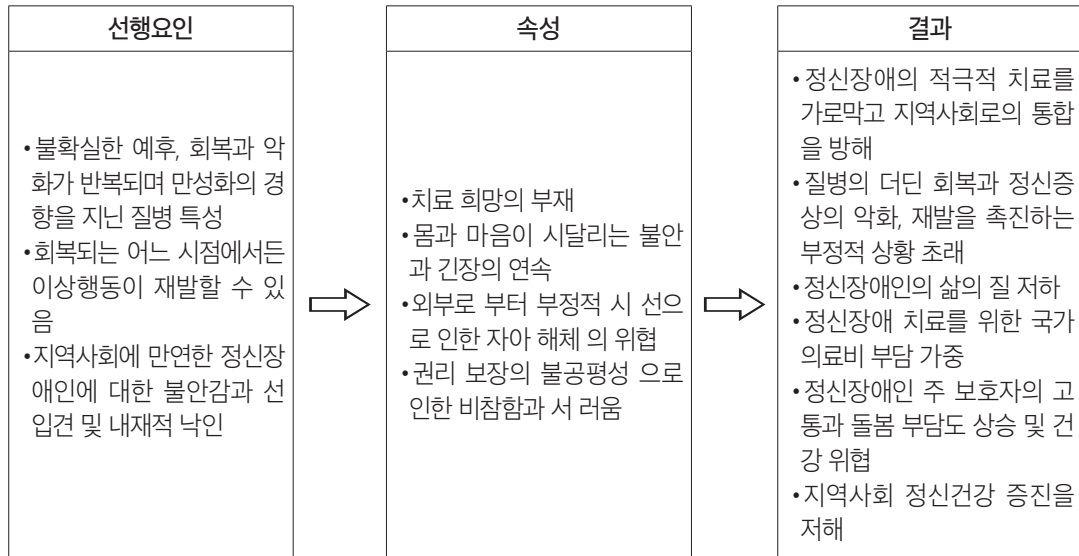 선행요인
•불확실한 예후, 회복과 악
화가 반복되며 만성화의 경
향을 지닌 질병 특성
•회복되는 어느 시점에서든
이상행동이 재발할 수 있
음
•지역사회에 만연한 정신장
애인에 대한 불안감과 선
입견 및 내재적 낙인
속성
•치료 희망의 부재
•몸과 마음이 시달리는 불안
과 긴장의 연속
•외부로 부터 부정적 시 선으
로 인한 자아 해체 의 위협
•권리 보장의 불공평성 으로
인한 비참함과 서 러움
결과
•정신장애의 적극적 치료를
가로막고 지역사회로의 통합
을 방해
•질병의 더딘 회복과 정신증
상의 악화, 재발을 촉진하는
부정적 상황 초래
•정신장애인의 삶의 질 저하
•정신장애 치료를 위한 국가
의료비 부담 가중
•정신장애인 주 보호자의 고
통과 돌봄 부담도 상승 및 건
강 위협
•지역사회 정신건강 증진을
저해